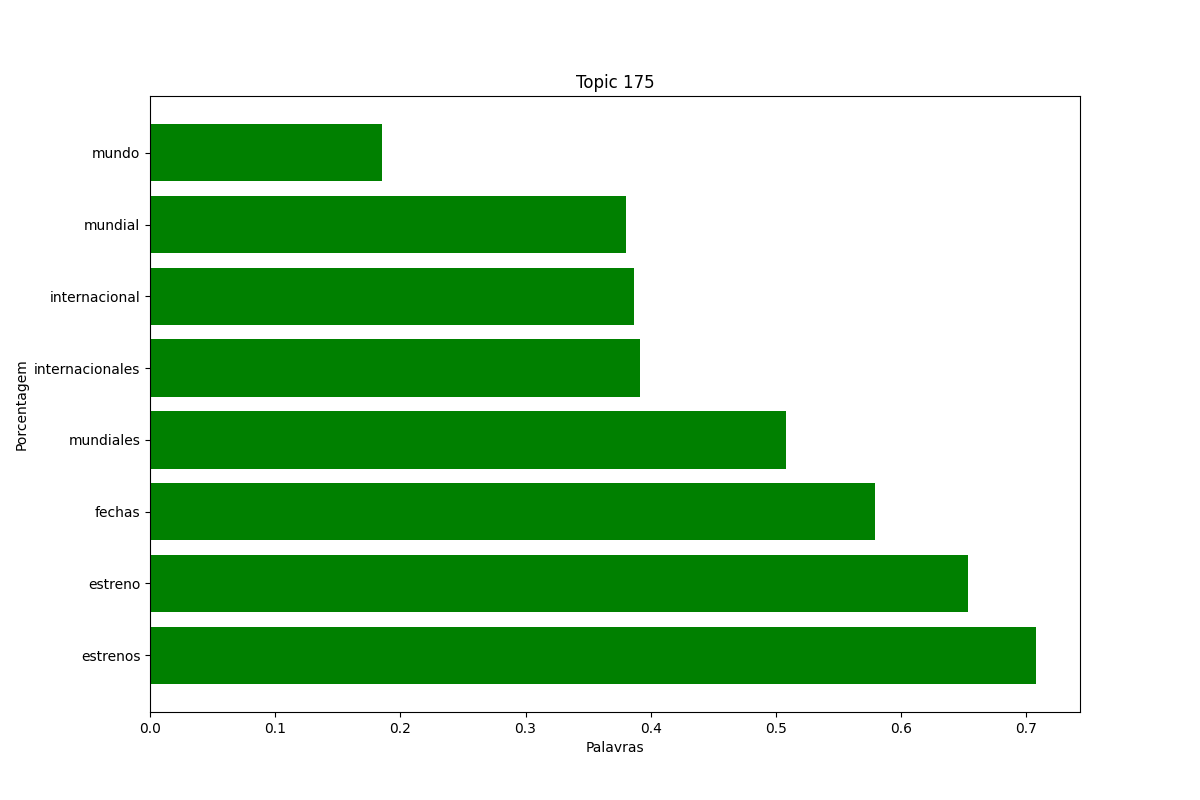 Topic 175
mundo
mundial
internacional
internacionales
mundiales
fechas
estreno
estrenos
Porcentagem
0.0 0.1 0.2 0.3 0.4 0.5 0.6 0.7
Palavras